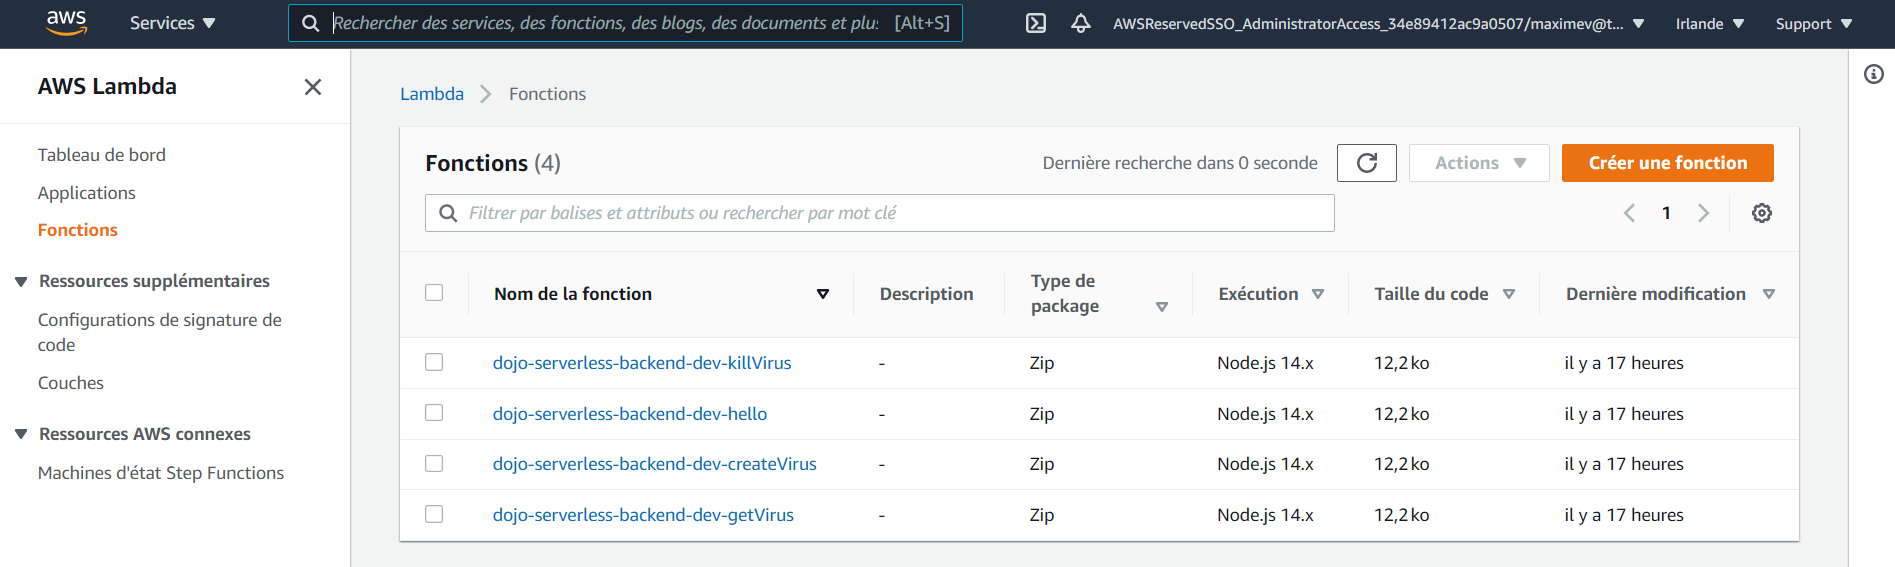 aws
Services
Rechercher des services, des fonctions, des blogs, des documents et plus
[Alt+S]
AWSReservedSSO_AdministratorAccess_34e89412ac9a0507/maximev@t...
Irlande
Support
AWS Lambda
Tableau de bord
Applications
Fonctions
Ressources supplémentaires
Configurations de signature de
code
Couches
Ressources AWS connexes
Machines d'état Step Functions
Lambda
Fonctions
Fonctions (4)
Dernière recherche dans 0 seconde
Actions
Créer une fonction
Filtrer par balises et attributs ou rechercher par mot clé
1
Nom de la fonction
Description
Type de
package
Exécution
Taille du code
Dernière modification
dojo-serverless-backend-dev-killVirus - Zip Node.js 14.x 12,2 ko il y a 17 heures
dojo-serverless-backend-dev-hello - Zip Node.js 14.x 12,2 ko il y a 17 heures
dojo-serverless-backend-dev-createVirus - Zip Node.js 14.x 12,2 ko il y a 17 heures
dojo-serverless-backend-dev-getVirus - Zip Node.js 14.x 12,2 ko il y a 17 heures